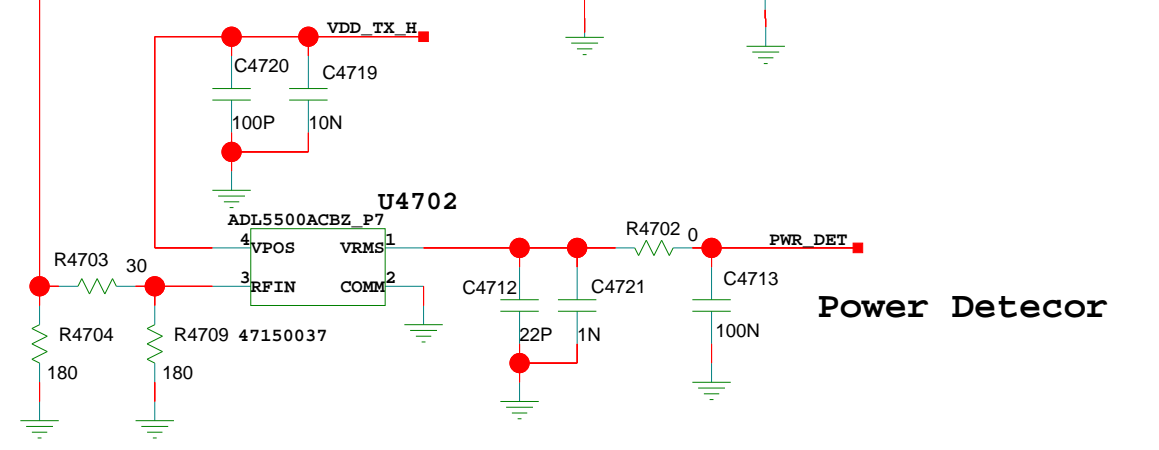 VDD_TX_H
C4720
C4719
100P
10N
U4702
ADL5500ACBZ_P7
4
VPOS
VRMS
1
R4702
0
PWR_DET
R4703
30
3
RFIN
COMM
2
C4712
C4721
C4713
Power Detecor
R4704
R4709
47150037
22P
1N
100N
180
180